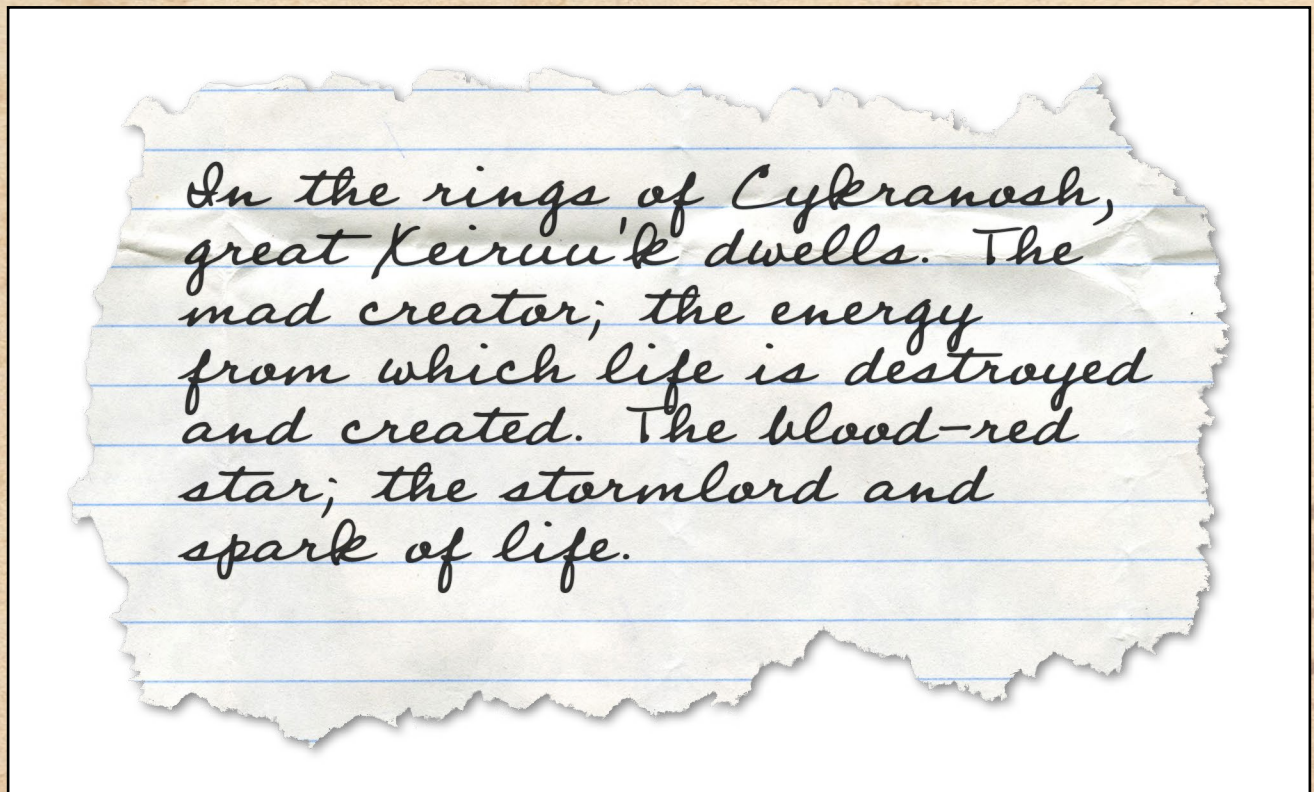 In the rings of Cykranosh,
great Xeiruu'k dwells. The
mad creator; the energy
from which life is destroyed
and created. The blood-red
star; the stormlord and
spark of life.